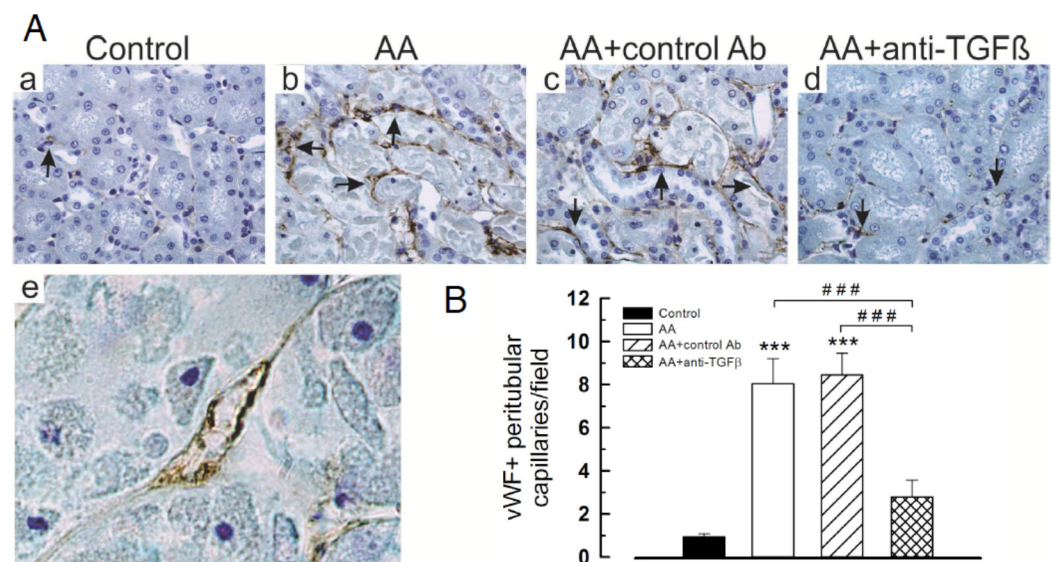 A
Control
AA
AA+control Ab
AA+anti-TGFß
a
b
c
d
e
B
vWF+ peritubular
capillaries/field
12
10
8
6
4
2
0
Control
AA
AA+control Ab
AA+anti-TGFβ
***
***
###
###